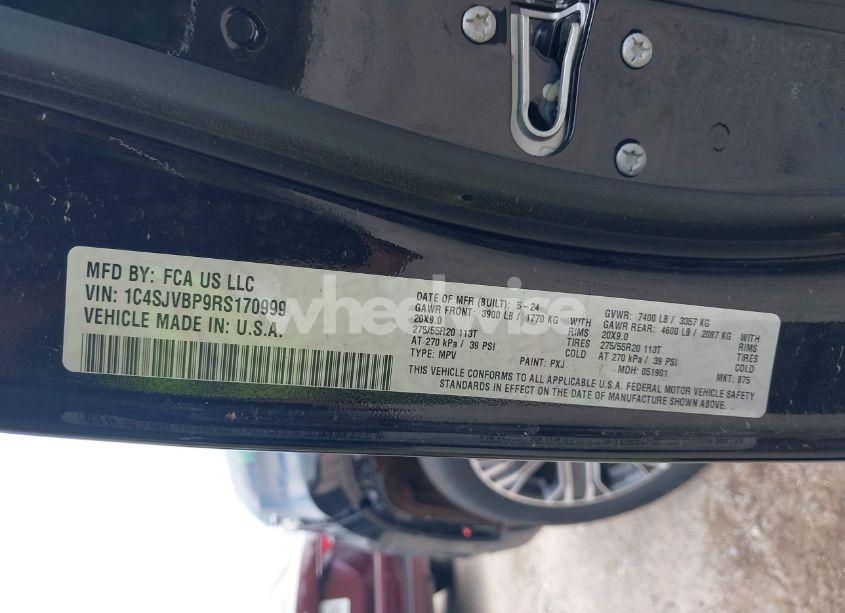 MFD BY: FCA US LLC
VIN: 1C4SJVBP9RS170999
VEHICLE MADE IN: U.S.A.
DATE OF MFR (BUILT): 5-24 GVWR: 7400 LB / 3357 KG
GAWR FRONT: 3900 LB / 1770 KG WITH GAWR REAR: 4600 LB / 2087 KG WITH
20X9.0 RIMS 20X9.0 RIMS
275/55R20 113T TIRES 275/55R20 113T TIRES
AT 270 kPa / 39 PSI COLD AT 270 kPa / 39 PSI COLD
TYPE: MPV PAINT: PXJ MDH: 051901 MKT: 875
THIS VEHICLE CONFORMS TO ALL APPLICABLE U.S.A. FEDERAL MOTOR VEHICLE SAFETY
STANDARDS IN EFFECT ON THE DATE OF MANUFACTURE SHOWN ABOVE.
wheelvibe